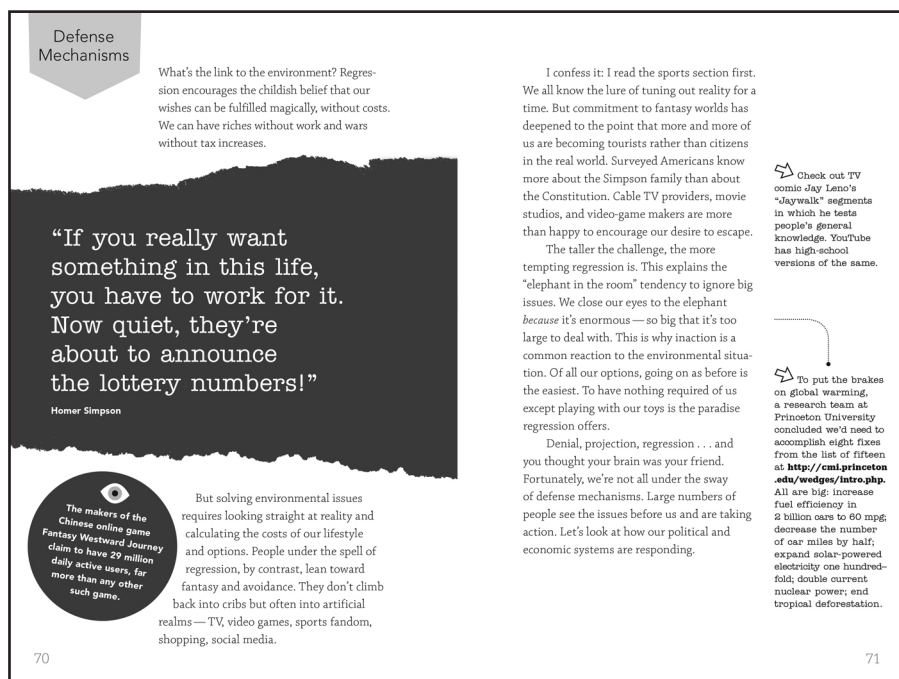 Defense
Mechanisms
What's the link to the environment? Regres-
sion encourages the childish belief that our
wishes can be fulfilled magically, without costs.
We can have riches without work and wars
without tax increases.
“If you really want
something in this life,
you have to work for it.
Now quiet, they're
about to announce
the lottery numbers!”
Homer Simpson
The makers of the
Chinese online game
Fantasy Westward Journey
claim to have 29 million
daily active users, far
more than any other
such game.
But solving environmental issues
requires looking straight at reality and
calculating the costs of our lifestyle
and options. People under the spell of
regression, by contrast, lean toward
fantasy and avoidance. They don't climb
back into cribs but often into artificial
realms — TV, video games, sports fandom,
shopping, social media.
70
I confess it: I read the sports section first.
We all know the lure of tuning out reality for a
time. But commitment to fantasy worlds has
deepened to the point that more and more of
us are becoming tourists rather than citizens
in the real world. Surveyed Americans know
more about the Simpson family than about
the Constitution. Cable TV providers, movie
studios, and video-game makers are more
than happy to encourage our desire to escape.
The taller the challenge, the more
tempting regression is. This explains the
“elephant in the room” tendency to ignore big
issues. We close our eyes to the elephant
because it's enormous — so big that it's too
large to deal with. This is why inaction is a
common reaction to the environmental situa-
tion. Of all our options, going on as before is
the easiest. To have nothing required of us
except playing with our toys is the paradise
regression offers.
Denial, projection, regression . . . and
you thought your brain was your friend.
Fortunately, we're not all under the sway
of defense mechanisms. Large numbers of
people see the issues before us and are taking
action. Let's look at how our political and
economic systems are responding.
Check out TV
comic Jay Leno's
“Jaywalk” segments
in which he tests
people's general
knowledge. YouTube
has high-school
versions of the same.
To put the brakes
on global warming,
a research team at
Princeton University
concluded we'd need to
accomplish eight fixes
from the list of fifteen
at http://cmi.princeton
.edu/wedges/intro.php.
All are big: increase
fuel efficiency in
2 billion cars to 60 mpg;
decrease the number
of car miles by half;
expand solar-powered
electricity one hundred–
fold; double current
nuclear power; end
tropical deforestation.
71